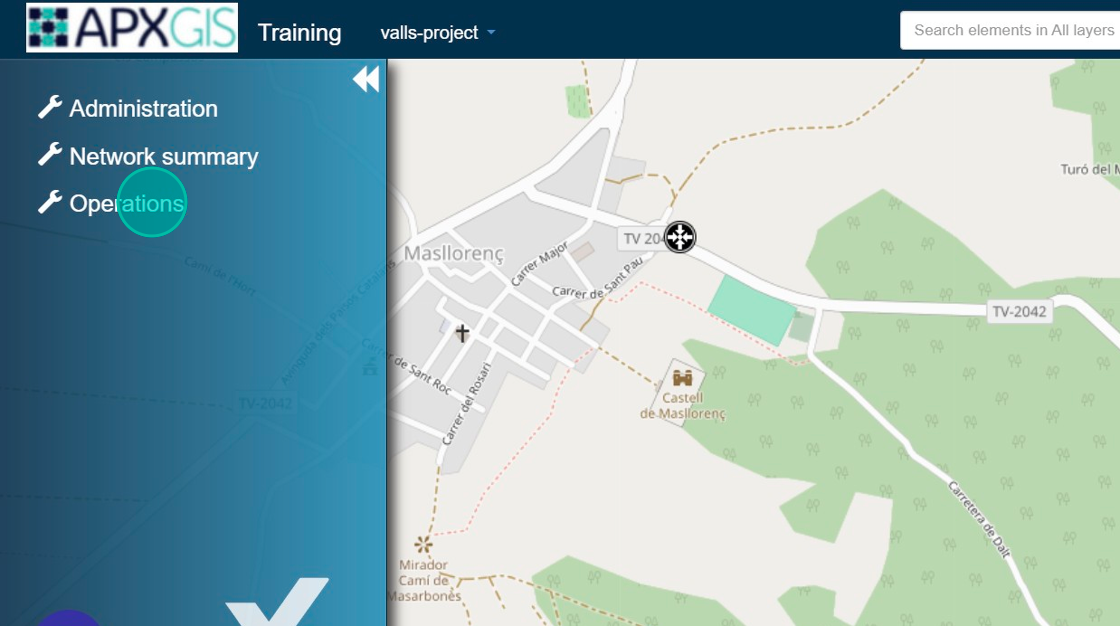 APXGIS
Training
valls-project
Search elements in All layers
Administration
Network summary
Operations
Turó del M
Camí de l'Hort
Avinguda dels Països Catalans
Masllorenç
Carrer Major
TV 204
Carrer de Sant Pau
TV-2042
Carrer de Sant Roc
Carrer del Rosari
TV-2042
Castell
de Masllorenç
Carretera de Dalt
Mirador
Camí de
Masarbonès